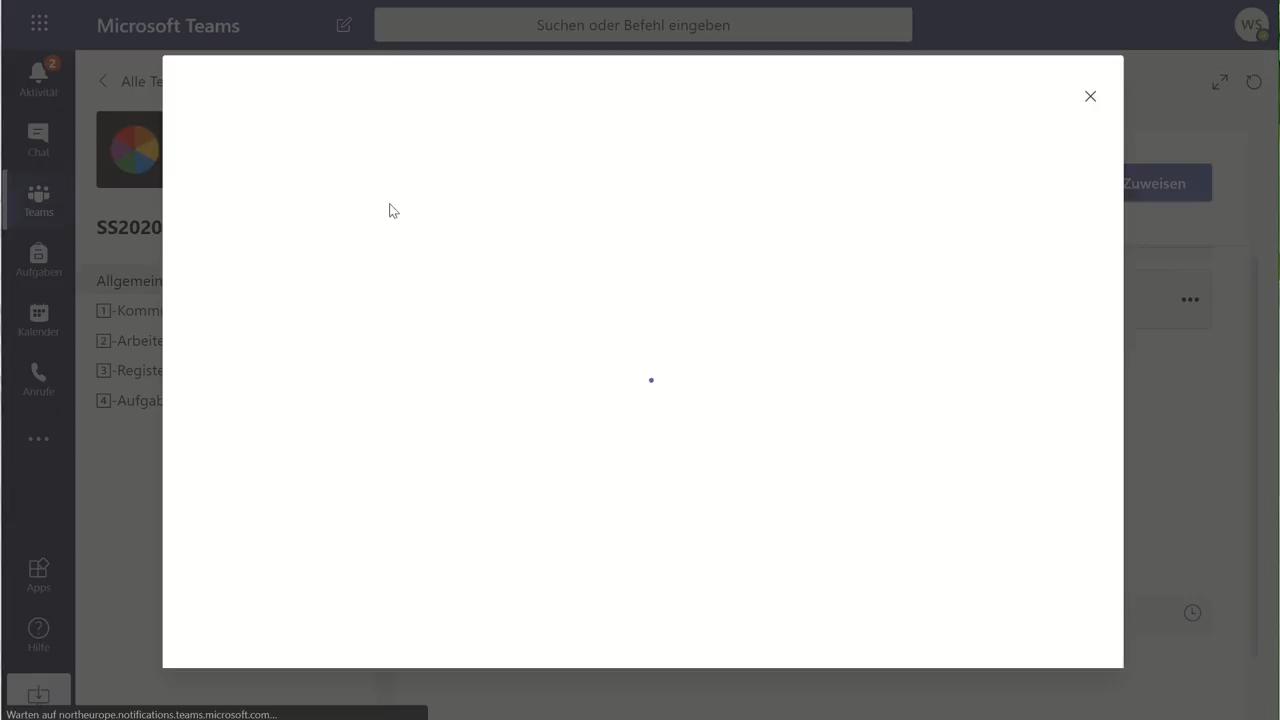 Microsoft Teams
Suchen oder Befehl eingeben
WS
2
Aktivität
Chat
Teams
Aufgaben
Kalender
Anrufe
Apps
Hilfe
Alle Te
SS2020
Allgemein
1-Kommu
2-Arbeite
3-Registe
4-Aufgab
Zuweisen
Warten auf northeurope.notifications.teams.microsoft.com...